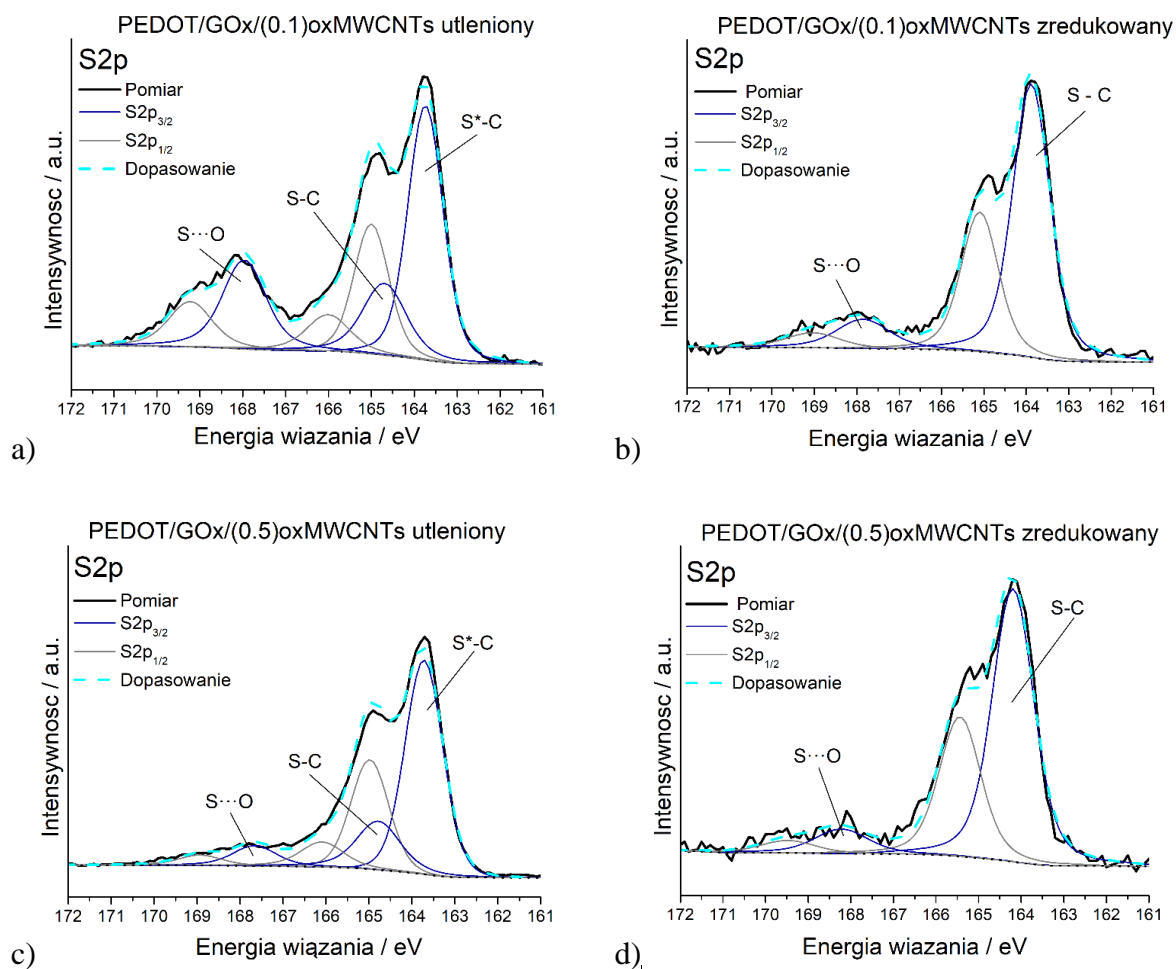 PEDOT/GOx/(0.1)oxMWCNTs utleniony
S2p
Pomiar
S2p3/2
S2p1/2
Dopasowanie
S*-C
S-C
S···O
Intensywnosc / a.u.
172 171 170 169 168 167 166 165 164 163 162 161
Energia wiazania / eV
a)
PEDOT/GOx/(0.1)oxMWCNTs zredukowany
S2p
Pomiar
S2p3/2
S2p1/2
Dopasowanie
S - C
S···O
Intensywnosc / a.u.
172 171 170 169 168 167 166 165 164 163 162 161
Energia wiazania / eV
b)
PEDOT/GOx/(0.5)oxMWCNTs utleniony
S2p
Pomiar
S2p3/2
S2p1/2
Dopasowanie
S*-C
S-C
S···O
Intensywnosc / a.u.
172 171 170 169 168 167 166 165 164 163 162 161
Energia wiązania / eV
c)
PEDOT/GOx/(0.5)oxMWCNTs zredukowany
S2p
Pomiar
S2p3/2
S2p1/2
Dopasowanie
S-C
S···O
Intensywnosc / a.u.
172 171 170 169 168 167 166 165 164 163 162 161
Energia wiazania / eV
d)